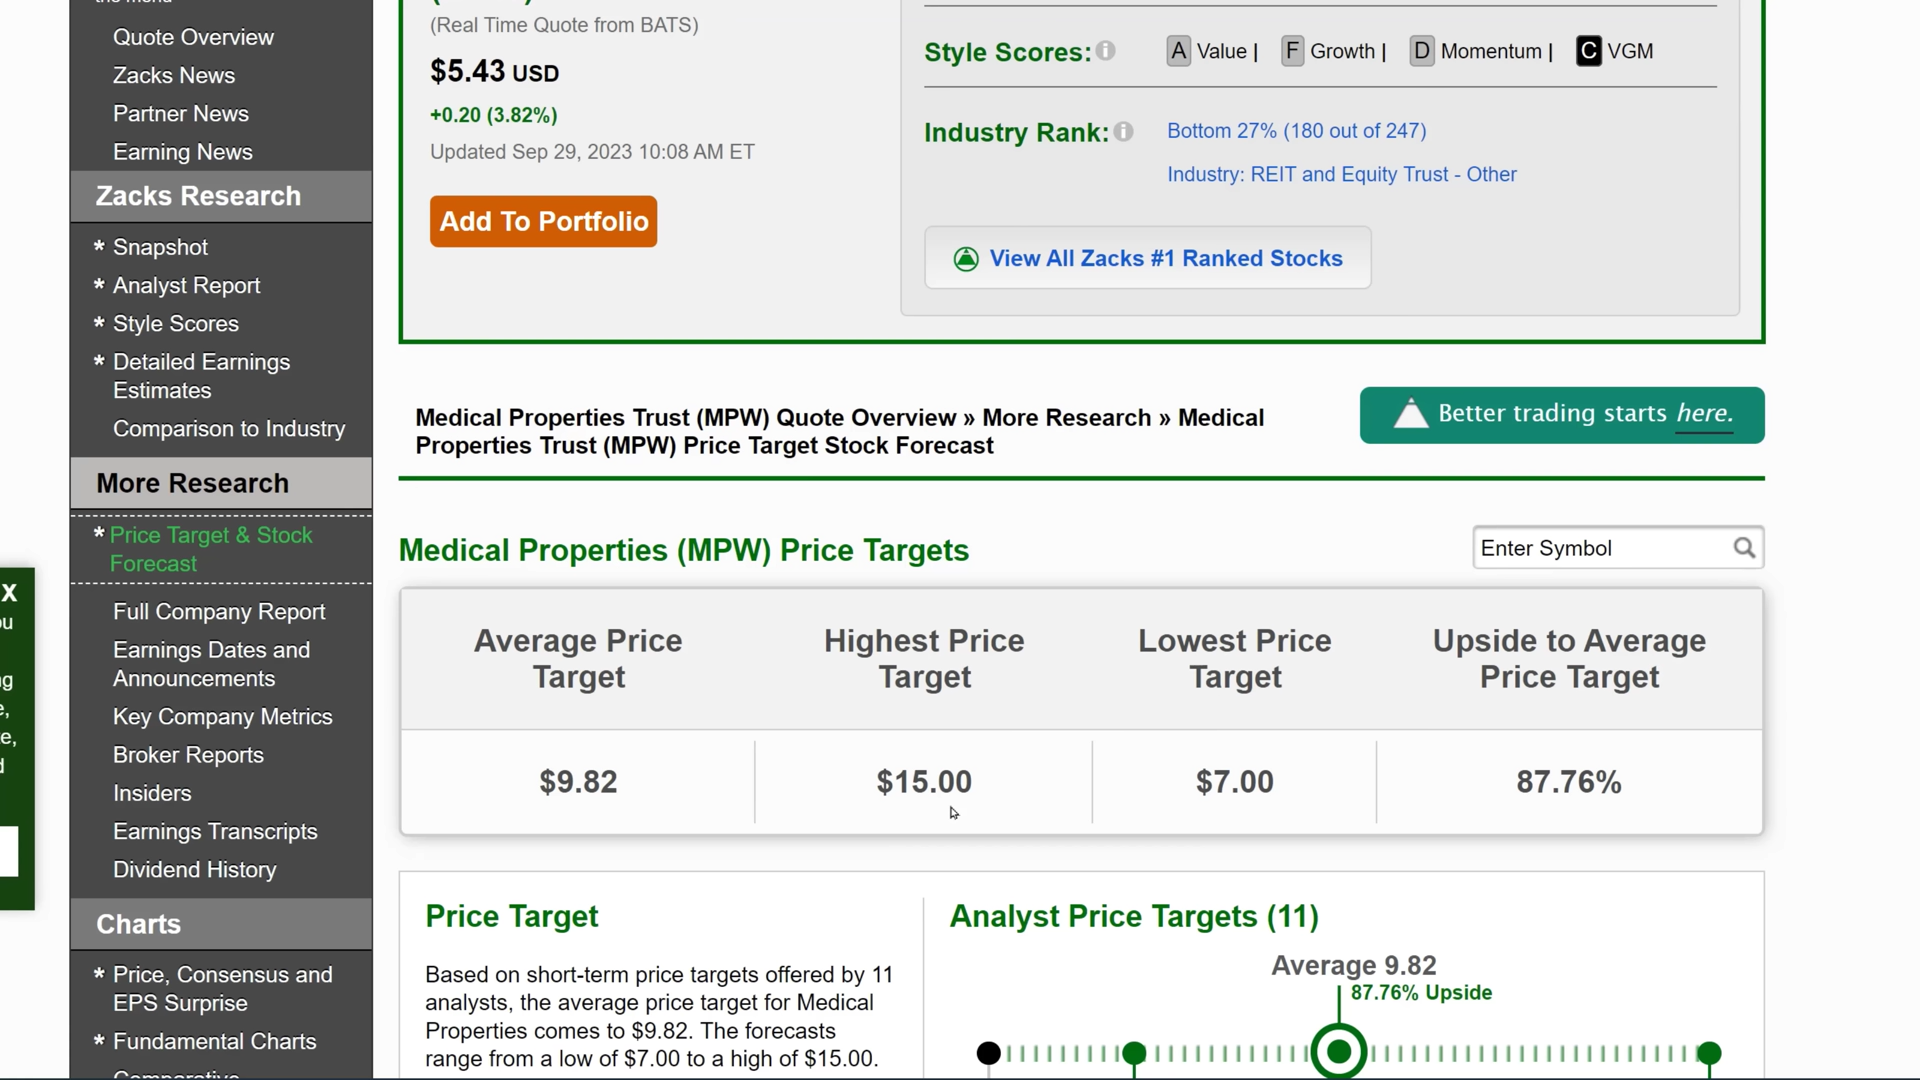 Quote Overview
Zacks News
Partner News
Earning News
Zacks Research
* Snapshot
* Analyst Report
* Style Scores
* Detailed Earnings
Estimates
Comparison to Industry
More Research
* Price Target & Stock
Forecast
Full Company Report
Earnings Dates and
Announcements
Key Company Metrics
Broker Reports
Insiders
Earnings Transcripts
Dividend History
Charts
* Price, Consensus and
EPS Surprise
* Fundamental Charts
X
(Real Time Quote from BATS)
$5.43 USD
+0.20 (3.82%)
Updated Sep 29, 2023 10:08 AM ET
Add To Portfolio
Style Scores: i A Value | F Growth | D Momentum | C VGM
Industry Rank: i Bottom 27% (180 out of 247)
Industry: REIT and Equity Trust - Other
View All Zacks #1 Ranked Stocks
Medical Properties Trust (MPW) Quote Overview » More Research » Medical
Properties Trust (MPW) Price Target Stock Forecast
Better trading starts here.
Medical Properties (MPW) Price Targets
Enter Symbol
Average Price
Target
Highest Price
Target
Lowest Price
Target
Upside to Average
Price Target
$9.82
$15.00
$7.00
87.76%
Price Target
Based on short-term price targets offered by 11
analysts, the average price target for Medical
Properties comes to $9.82. The forecasts
range from a low of $7.00 to a high of $15.00.
Analyst Price Targets (11)
Average 9.82
87.76% Upside